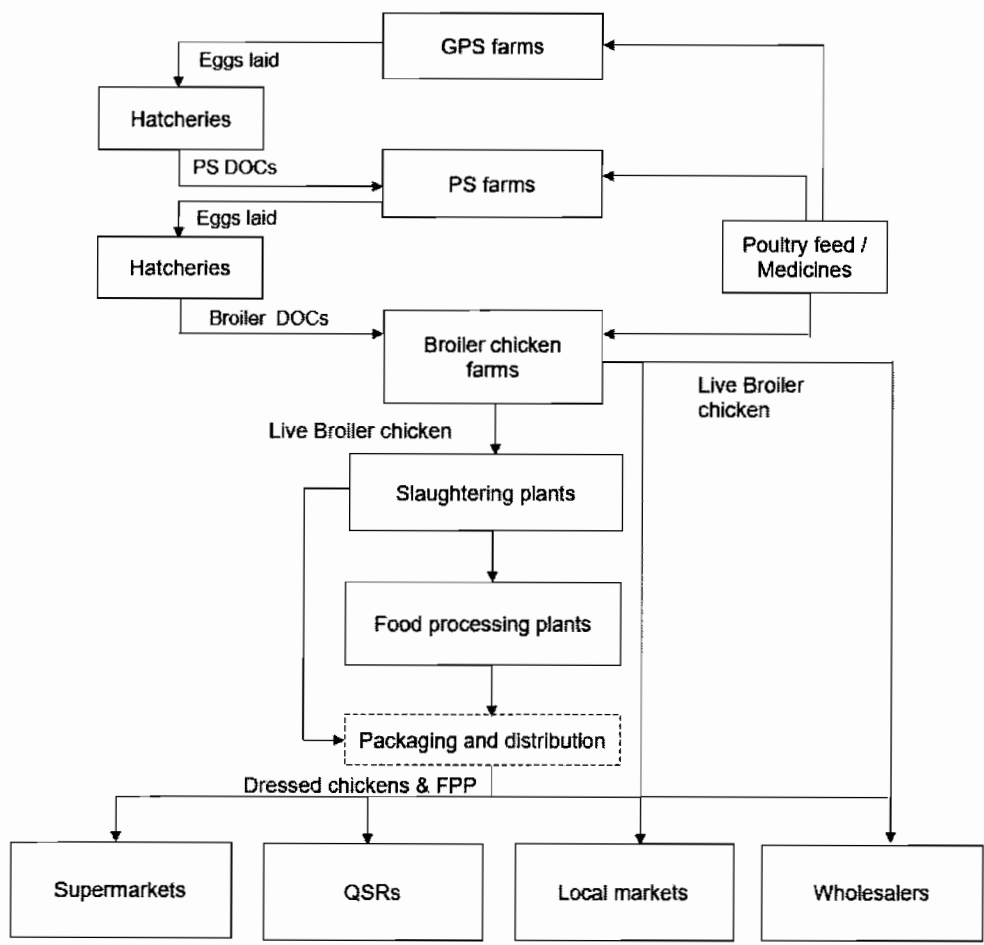 GPS farms
Eggs laid
Hatcheries
PS DOCs
PS farms
Eggs laid
Poultry feed /
Medicines
Hatcheries
Broiler DOCs
Broiler chicken
farms
Live Broiler
chicken
Live Broiler chicken
Slaughtering plants
Food processing plants
Packaging and distribution
Dressed chickens & FPP
Supermarkets
QSRs
Local markets
Wholesalers